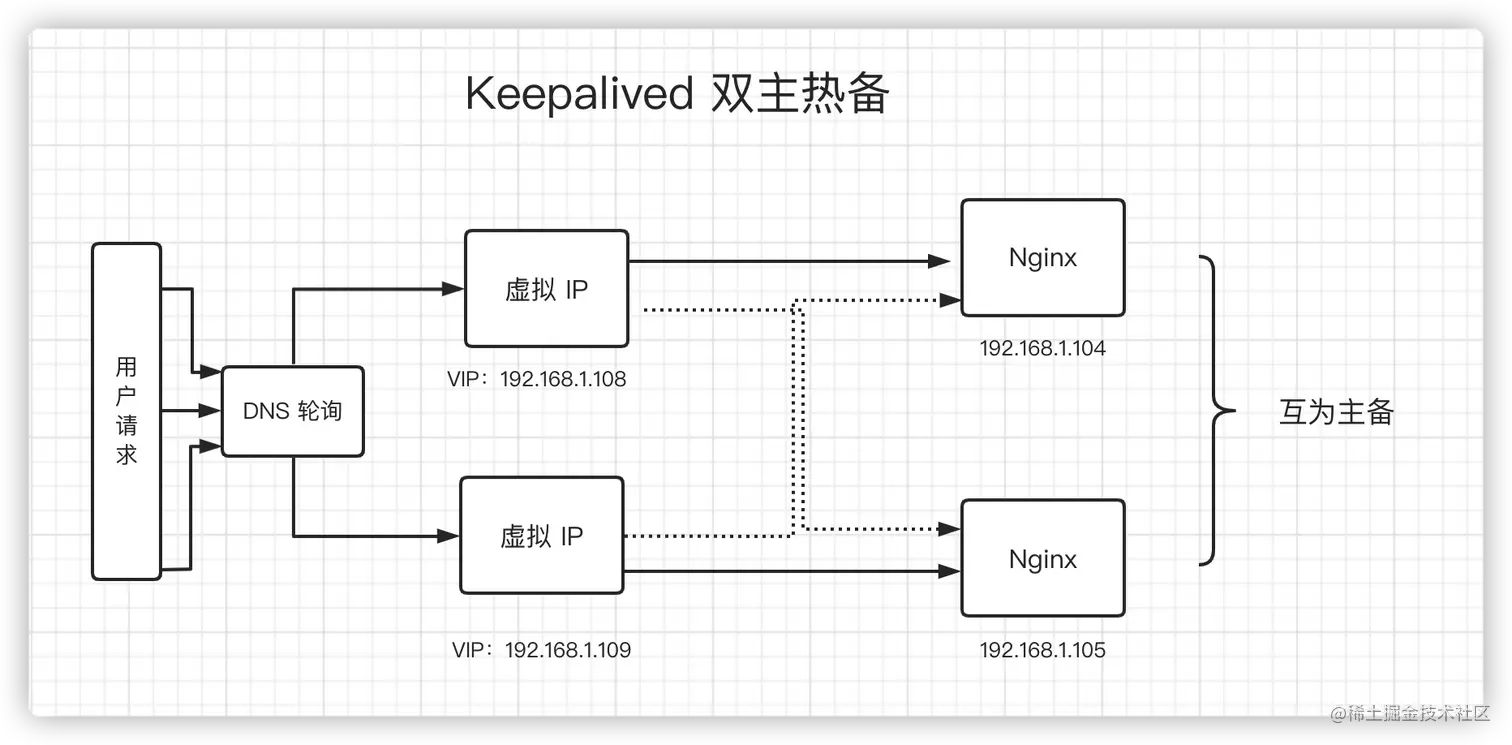 Keepalived 双主热备
用户请求
DNS 轮询
虚拟 IP
VIP：192.168.1.108
虚拟 IP
VIP：192.168.1.109
Nginx
192.168.1.104
Nginx
192.168.1.105
互为主备
@稀土掘金技术社区